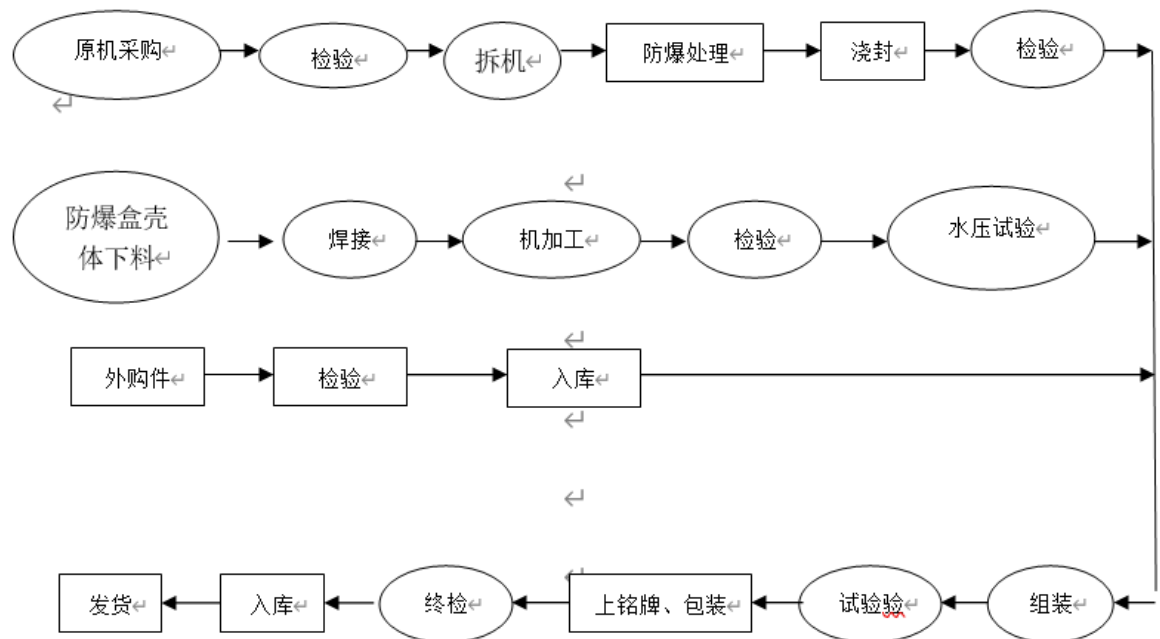 原机采购
检验
拆机
防爆处理
浇封
检验
防爆盒壳
体下料
焊接
机加工
检验
水压试验
外购件
检验
入库
发货
入库
终检
上铭牌、包装
试验验
组装